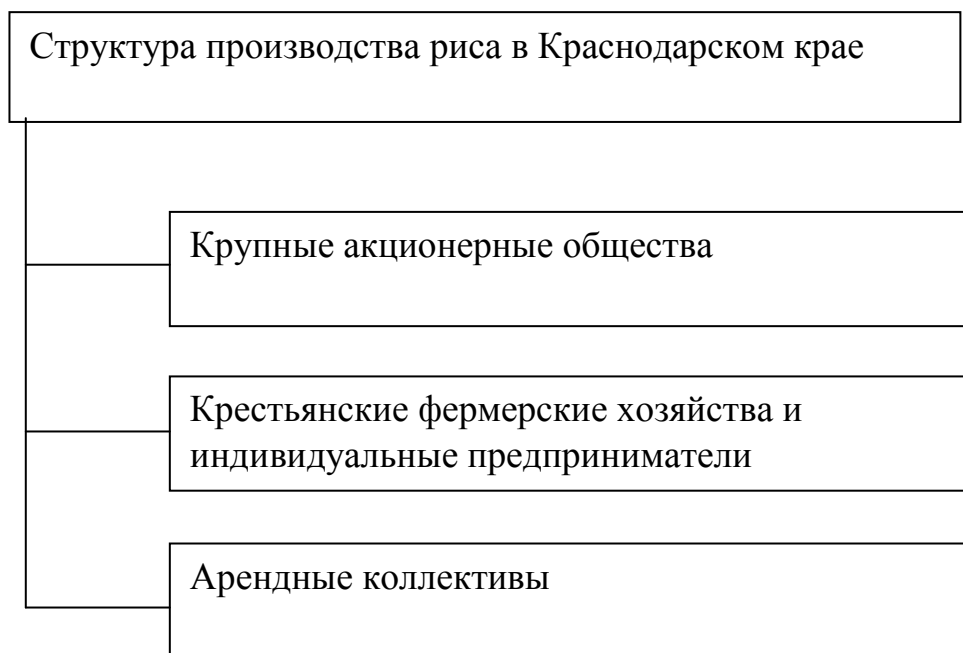 Структура производства риса в Краснодарском крае
Крупные акционерные общества
Крестьянские фермерские хозяйства и
индивидуальные предприниматели
Арендные коллективы